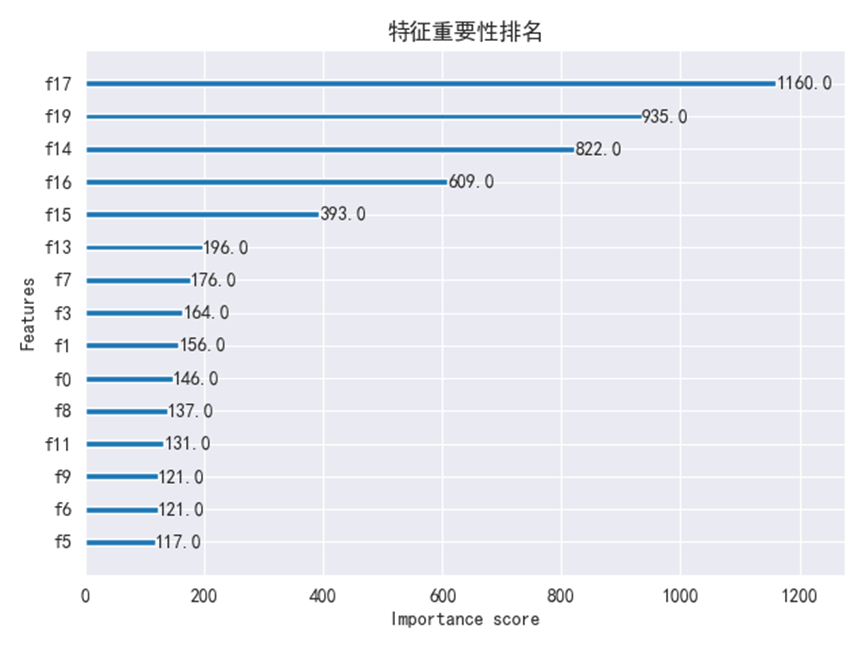 特征重要性排名
f17 1160.0
f19 935.0
f14 822.0
f16 609.0
f15 393.0
f13 196.0
f7 176.0
f3 164.0
f1 156.0
f0 146.0
f8 137.0
f11 131.0
f9 121.0
f6 121.0
f5 117.0
Features
0 200 400 600 800 1000 1200
Importance score